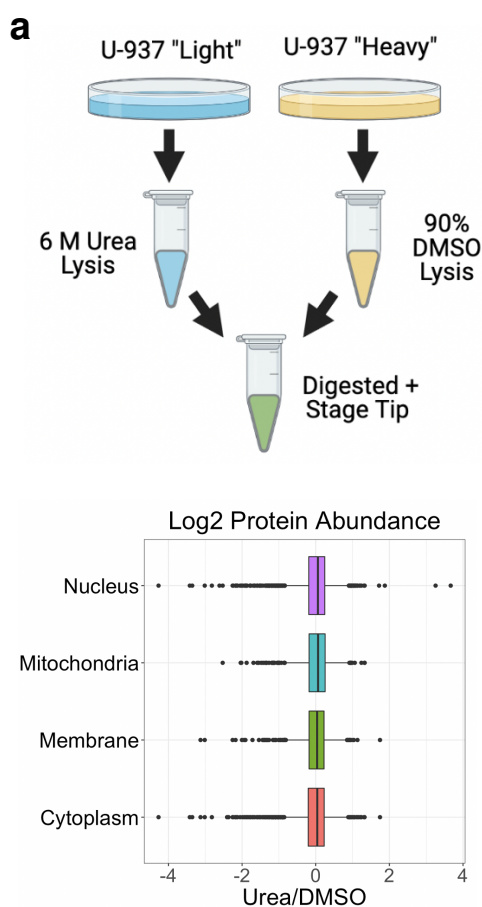 a
U-937 "Light"
U-937 "Heavy"
6 M Urea
Lysis
90%
DMSO
Lysis
Digested +
Stage Tip
Log2 Protein Abundance
Nucleus
Mitochondria
Membrane
Cytoplasm
-4 -2 0 2 4
Urea/DMSO